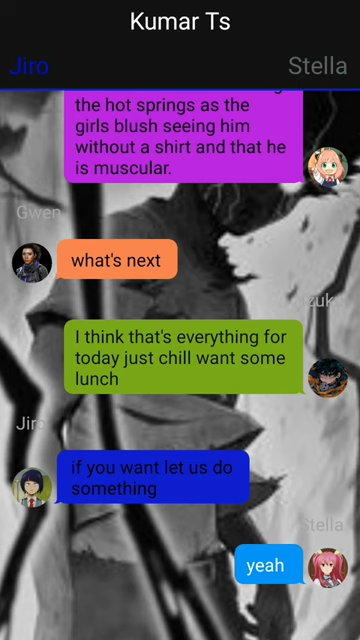 Kumar Ts
Jiro
Stella
the hot springs as the
girls blush seeing him
without a shirt and that he
is muscular.
Gwen
what's next
Izuk
I think that's everything for
today just chill want some
lunch
Jiro
if you want let us do
something
Stella
yeah